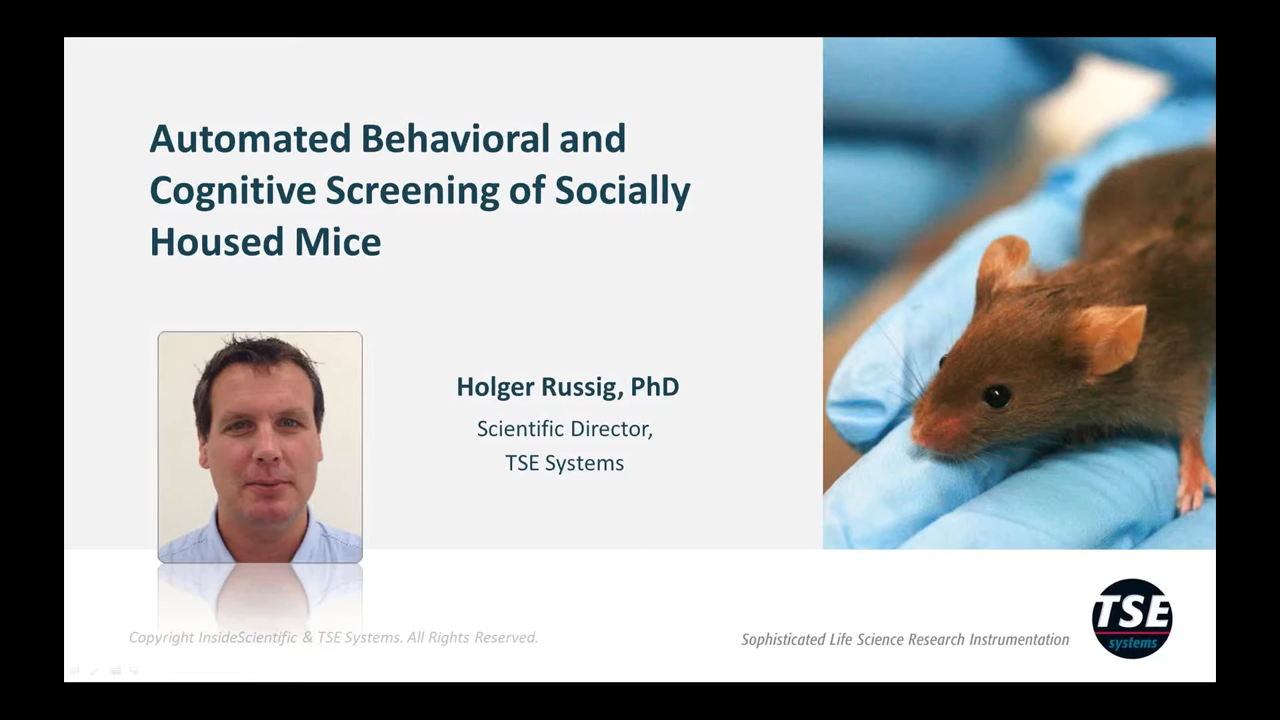 Automated Behavioral and
Cognitive Screening of Socially
Housed Mice
Holger Russig, PhD
Scientific Director,
TSE Systems
Copyright InsideScientific & TSE Systems. All Rights Reserved.
Sophisticated Life Science Research Instrumentation
TSE
systems